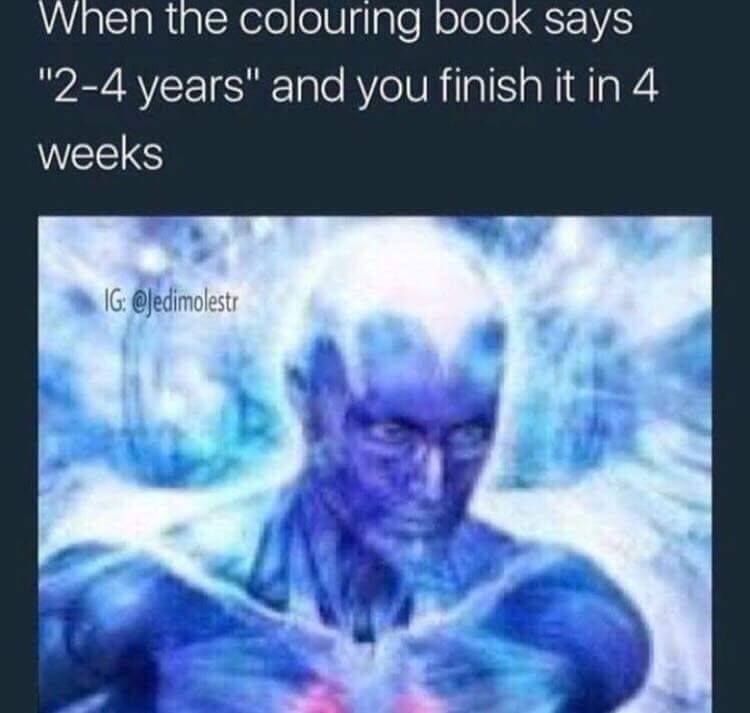 When the colouring book says
"2-4 years" and you finish it in 4
weeks
IG: @Jedimolestr